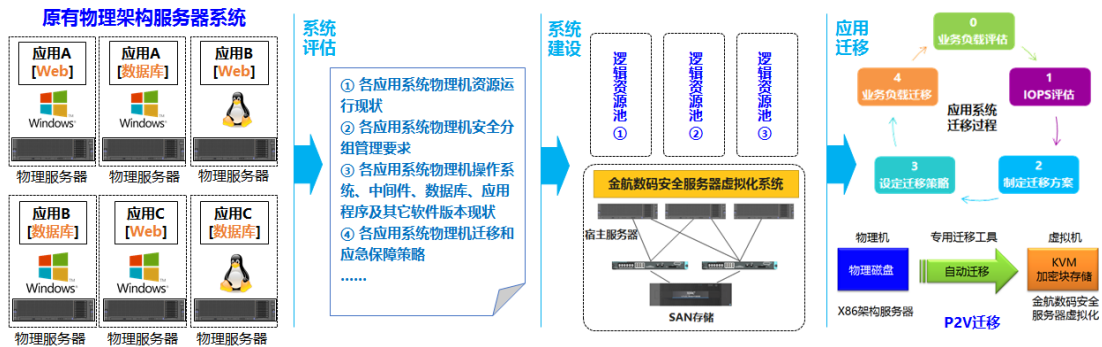 原有物理架构服务器系统
应用A
[Web]
Windows
物理服务器
应用A
[数据库]
Windows
物理服务器
应用B
[Web]
物理服务器
应用B
[数据库]
Windows
物理服务器
应用C
[Web]
Windows
物理服务器
应用C
[数据库]
物理服务器
系统
评估
① 各应用系统物理机资源运
行现状
② 各应用系统物理机安全分
组管理要求
③ 各应用系统物理机操作系
统、中间件、数据库、应用
程序及其它软件版本现状
④ 各应用系统物理机迁移和
应急保障策略
......
系统
建设
逻辑资源池①
逻辑资源池②
逻辑资源池③
金航数码安全服务器虚拟化系统
宿主服务器
SAN存储
应用
迁移
0
业务负载评估
1
IOPS评估
2
制定迁移方案
3
设定迁移策略
4
业务负载迁移
应用系统
迁移过程
物理机
专用迁移工具
虚拟机
物理磁盘
自动迁移
KVM
加密块存储
X86架构服务器
金航数码安全
服务器虚拟化
P2V迁移